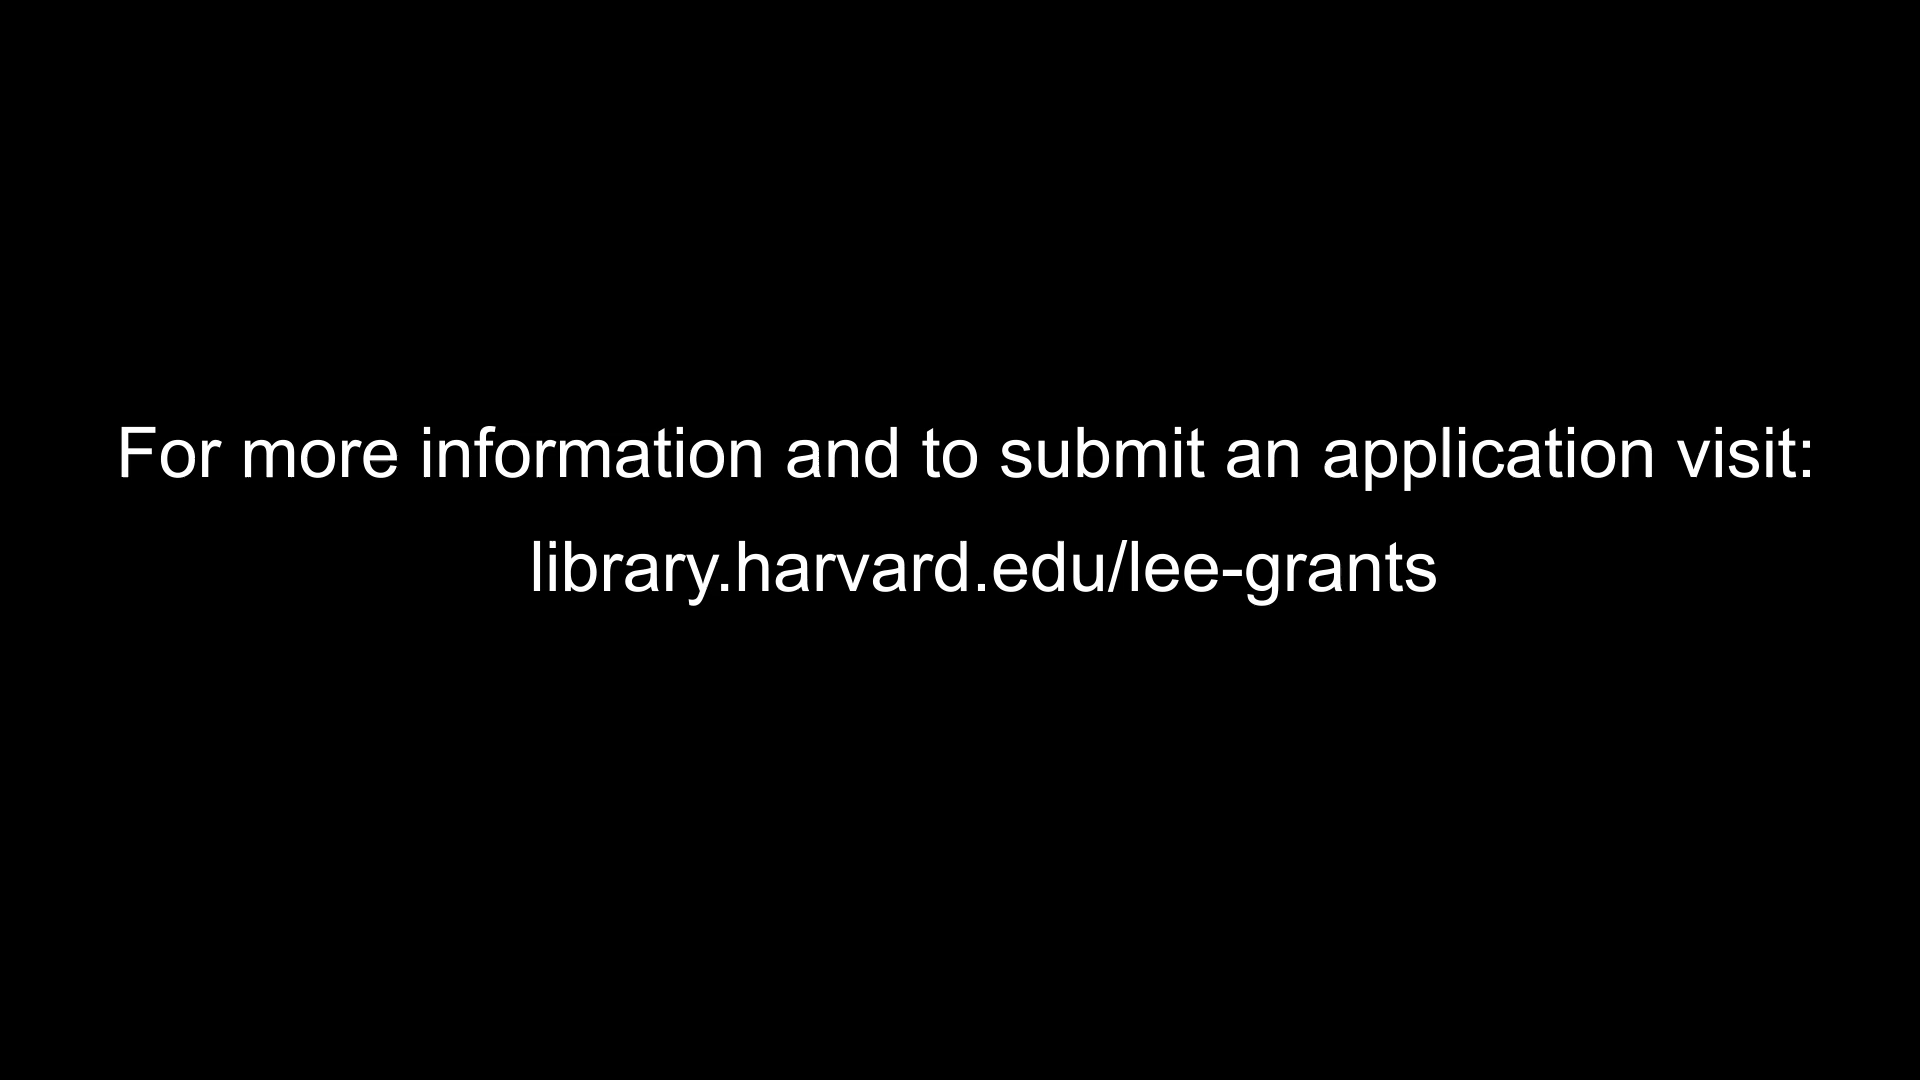 For more information and to submit an application visit:
library.harvard.edu/lee-grants